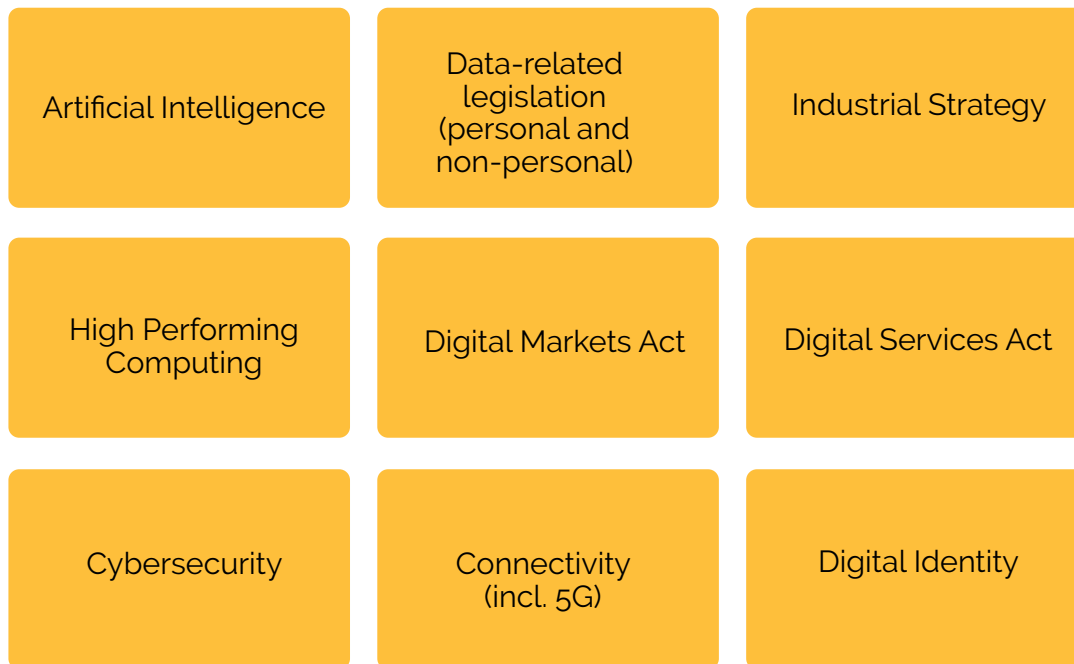 Artificial Intelligence
Data-related
legislation
(personal and
non-personal)
Industrial Strategy
High Performing
Computing
Digital Markets Act
Digital Services Act
Cybersecurity
Connectivity
(incl. 5G)
Digital Identity